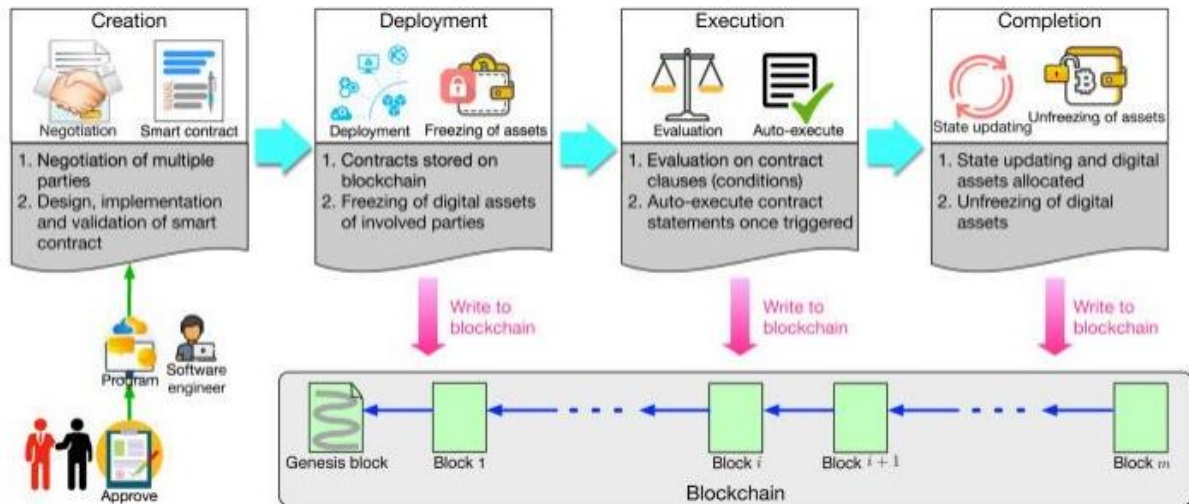 Creation
Negotiation
Smart contract
1. Negotiation of multiple
parties
2. Design, implementation
and validation of smart
contract
Deployment
Deployment
Freezing of assets
1. Contracts stored on
blockchain
2. Freezing of digital assets
of involved parties
Execution
Evaluation
Auto-execute
1. Evaluation on contract
clauses (conditions)
2. Auto-execute contract
statements once triggered
Completion
State updating
Unfreezing of assets
1. State updating and digital
assets allocated
2. Unfreezing of digital
assets
Write to
blockchain
Write to
blockchain
Write to
blockchain
Program
Software
engineer
Approve
Genesis block
Block 1
Block i
Block i + 1
Block m
Blockchain